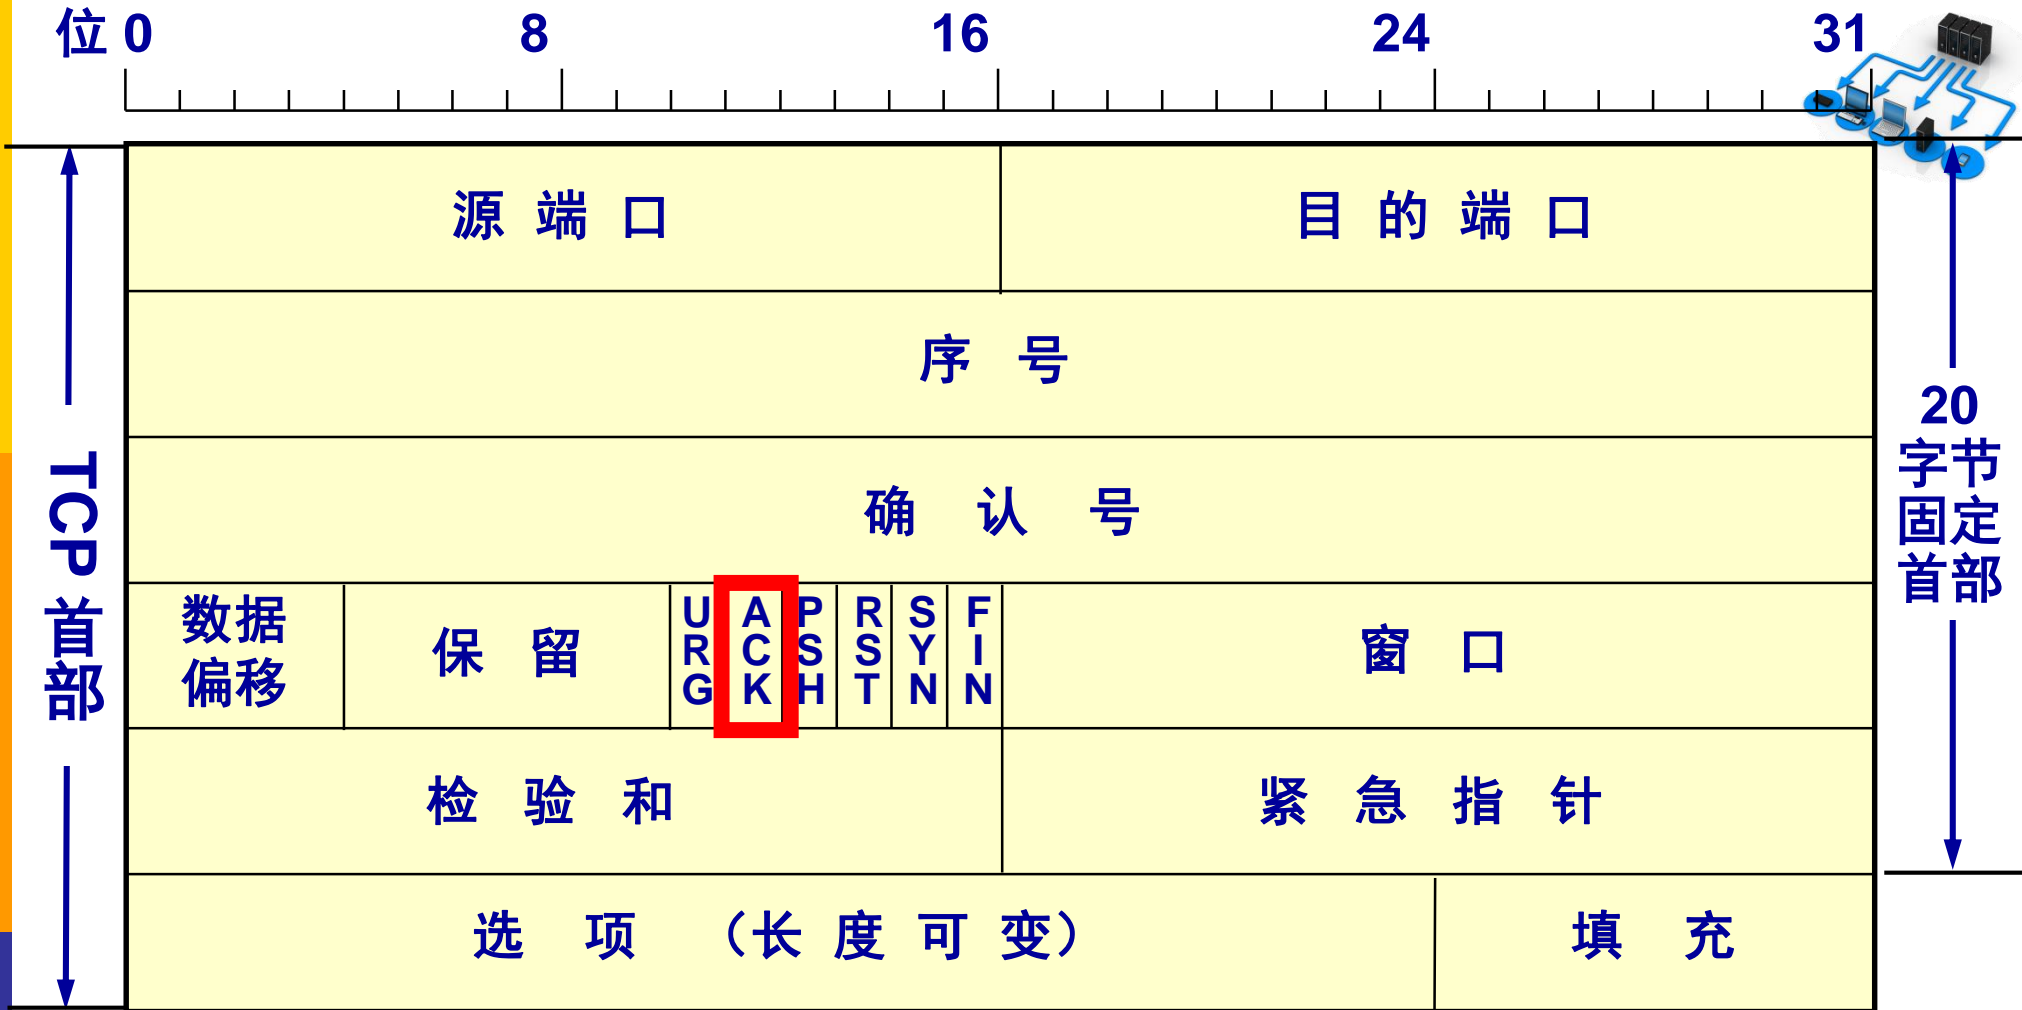 位 0 8 16 24 31
源 端 口 目 的 端 口
序 号
确 认 号
数据
偏移
保 留
URG
ACK
PSH
RST
SYN
FIN
窗 口
检 验 和 紧 急 指 针
选 项 （长 度 可 变） 填 充
TCP 首部
20
字节
固定
首部